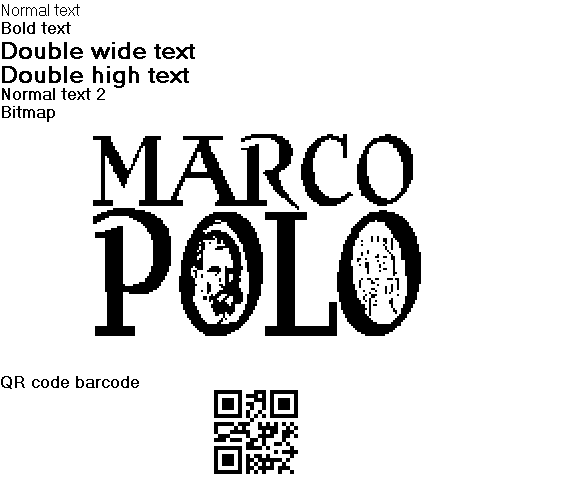 Normal text
Bold text
Double wide text
Double high text
Normal text 2
Bitmap
MARCO
POLO
QR code barcode